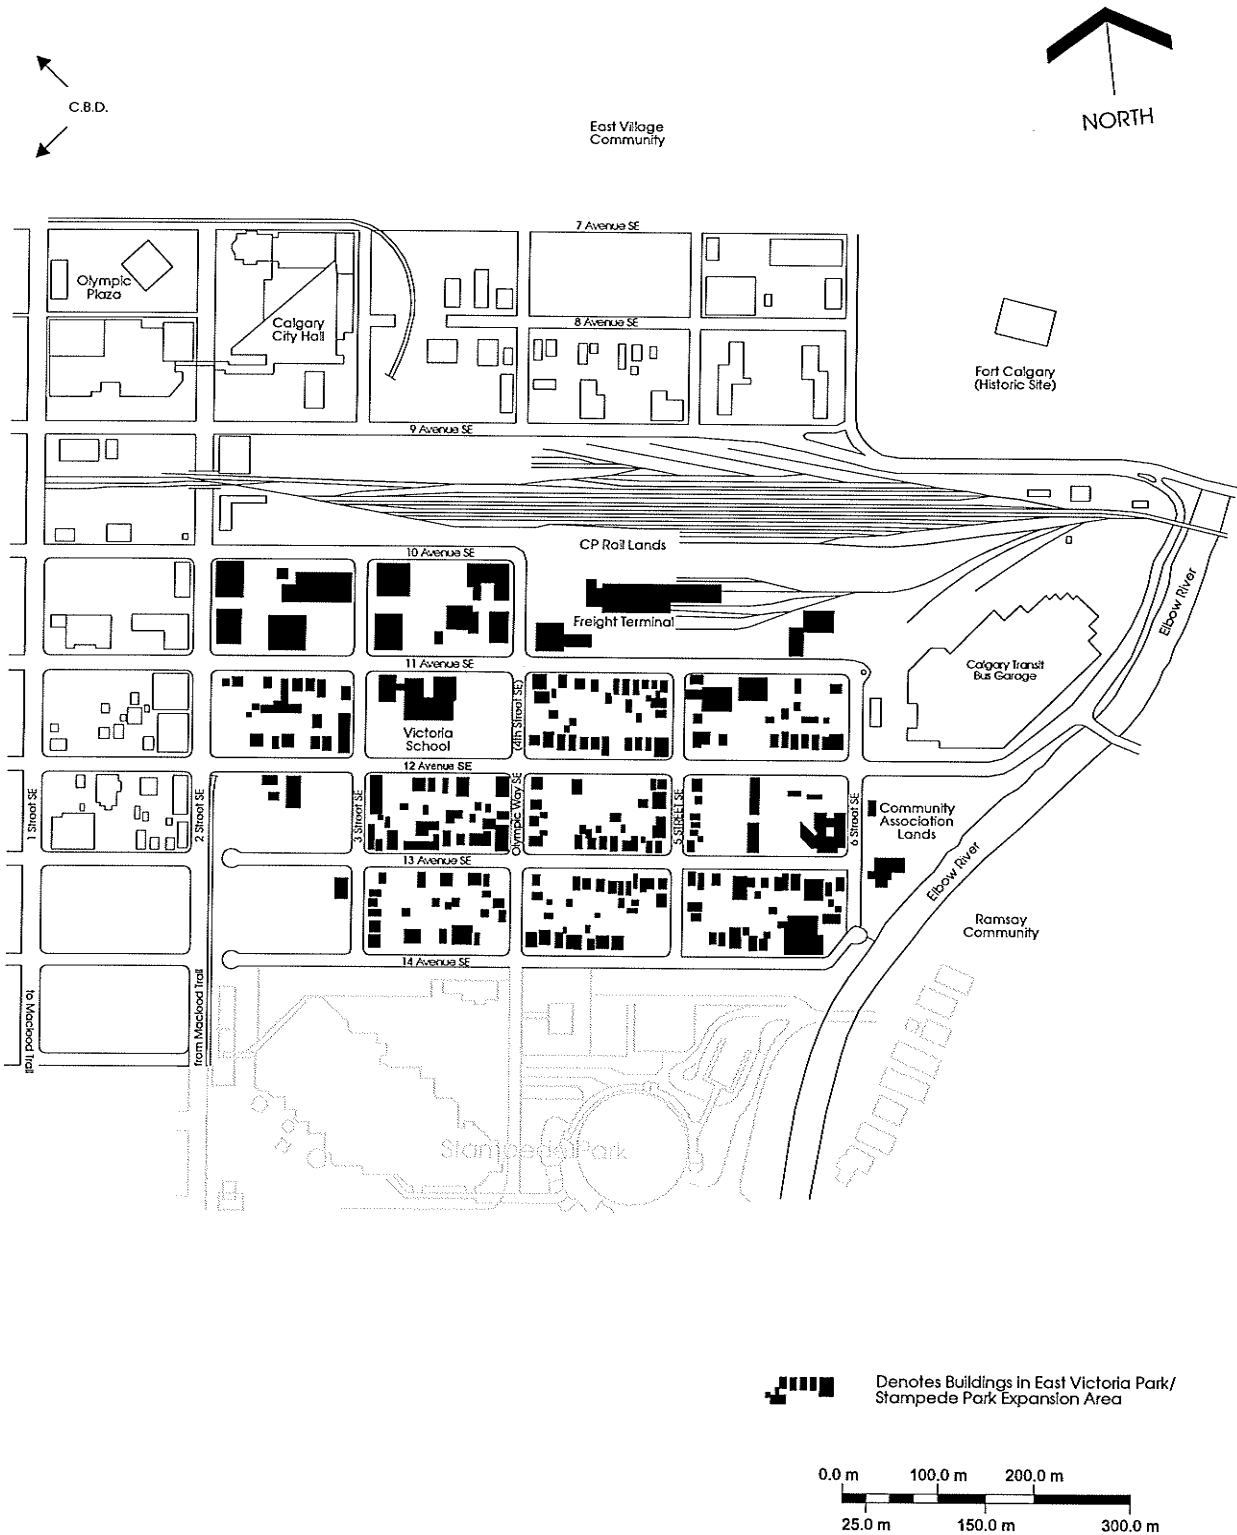 NORTH
C.B.D.
East Village
Community
7 Avenue SE
Olympic
Plaza
Calgary
City Hall
8 Avenue SE
Fort Calgary
(Historic Site)
9 Avenue SE
CP Rail Lands
10 Avenue SE
Elbow River
Freight Terminal
11 Avenue SE
Calgary Transit
Bus Garage
(4th Street SE)
Victoria
School
12 Avenue SE
1 Street SE
2 Street SE
3 Street SE
Olympic Way SE
5 STREET SE
6 Street SE
Community
Association
Lands
13 Avenue SE
Elbow River
Ramsay
Community
14 Avenue SE
to Macleod Trail
from Macleod Trail
Stampede Park
Denotes Buildings in East Victoria Park/
Stampede Park Expansion Area
0.0 m 100.0 m 200.0 m
25.0 m 150.0 m 300.0 m